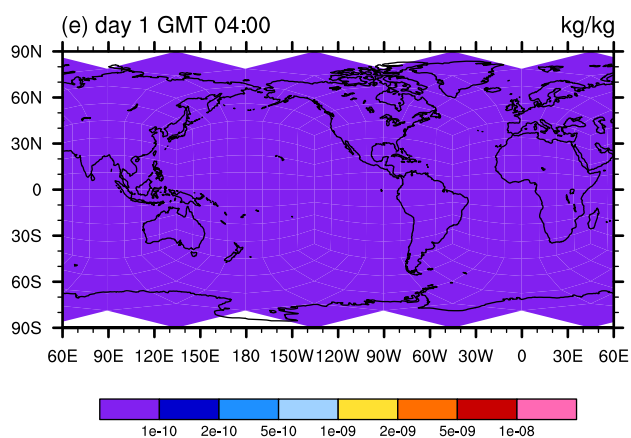 (e) day 1 GMT 04:00 kg/kg
90N
60N
30N
0
30S
60S
90S
60E 90E 120E 150E 180 150W 120W 90W 60W 30W 0 30E 60E
1e-10 2e-10 5e-10 1e-09 2e-09 5e-09 1e-08